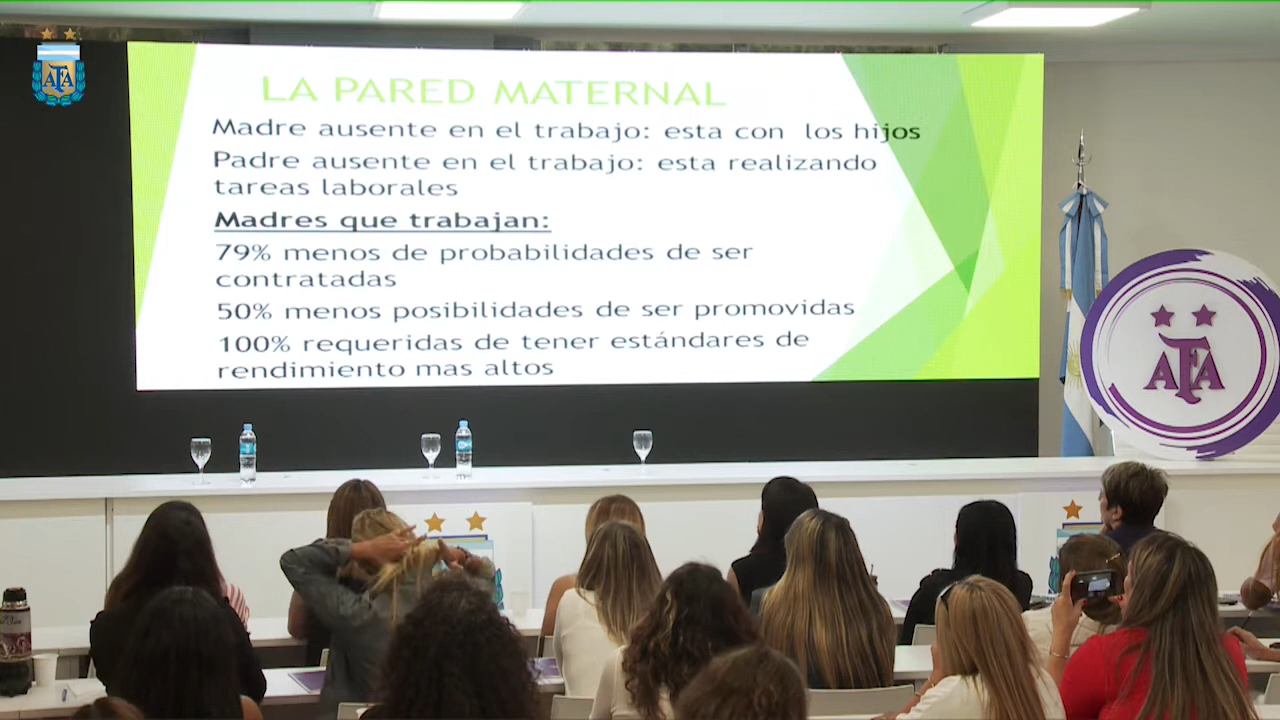 AFA
LA PARED MATERNAL
Madre ausente en el trabajo: esta con los hijos
Padre ausente en el trabajo: esta realizando
tareas laborales
Madres que trabajan:
79% menos de probabilidades de ser
contratadas
50% menos posibilidades de ser promovidas
100% requeridas de tener estándares de
rendimiento mas altos
AFA